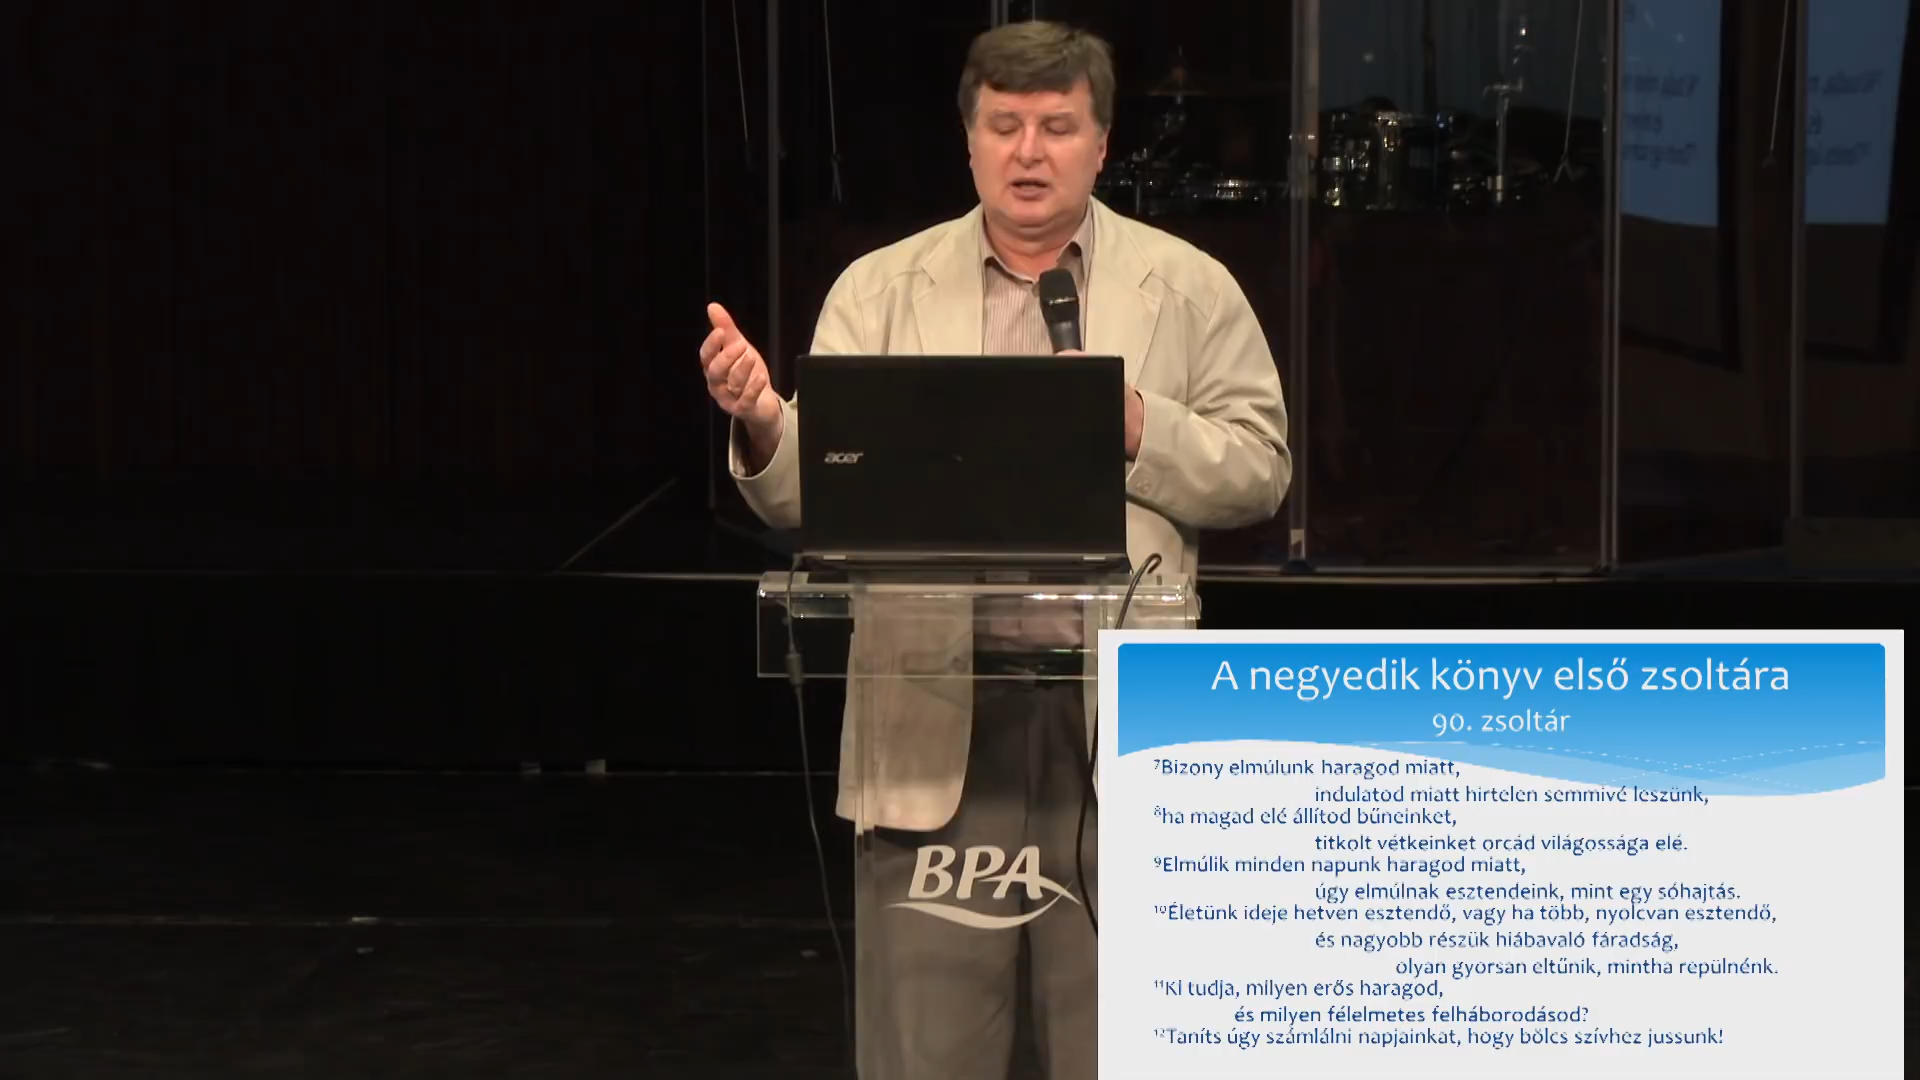 acer
BPA
A negyedik könyv első zsoltára
90. zsoltár
⁷Bizony elmúlunk haragod miatt,
indulatod miatt hirtelen semmivé leszünk,
⁸ha magad elé állítod bűneinket,
titkolt vétkeinket orcád világossága elé.
⁹Elmúlik minden napunk haragod miatt,
úgy elmúlnak esztendeink, mint egy sóhajtás.
¹⁰Életünk ideje hetven esztendő, vagy ha több, nyolcvan esztendő,
és nagyobb részük hiábavaló fáradság,
olyan gyorsan eltűnik, mintha repülnénk.
¹¹Ki tudja, milyen erős haragod,
és milyen félelmetes felháborodásod?
¹²Taníts úgy számlálni napjainkat, hogy bölcs szívhez jussunk!